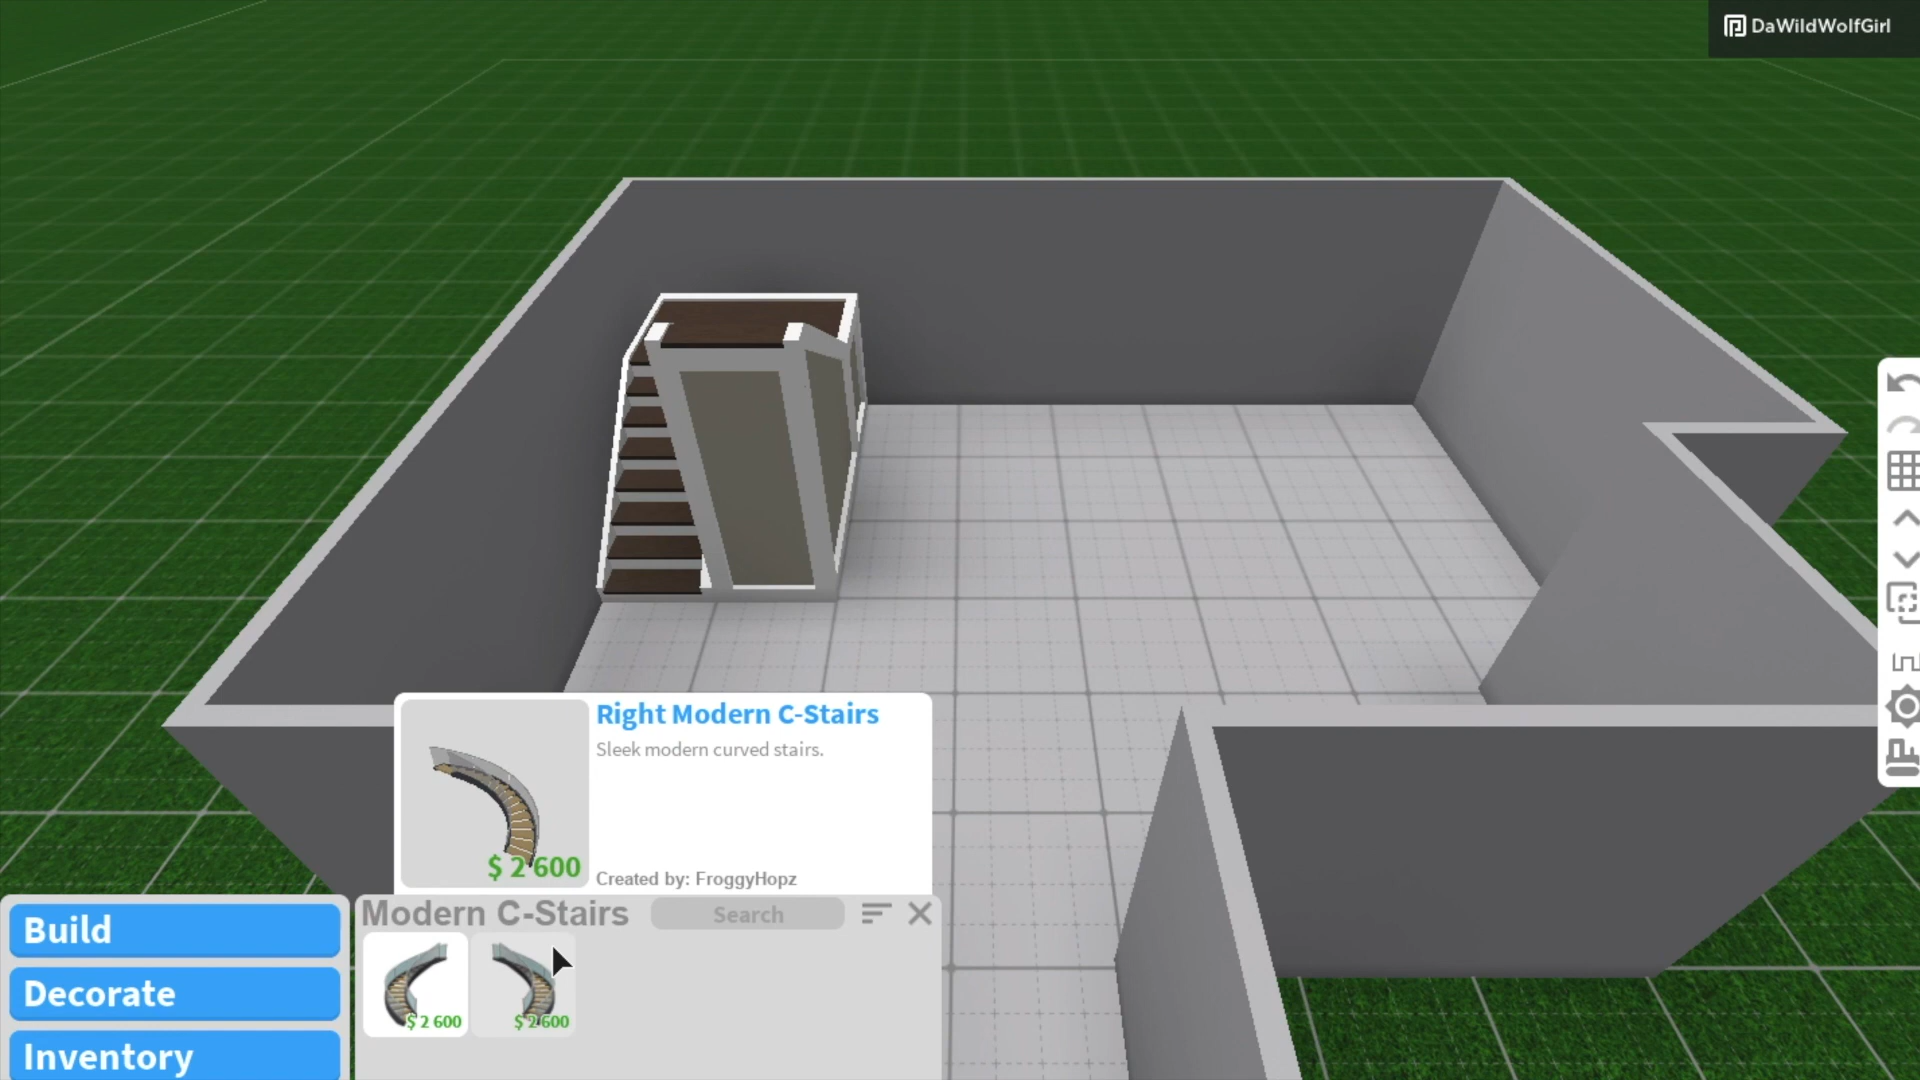 DaWildWolfGirl
Right Modern C-Stairs
Sleek modern curved stairs.
$ 2 600
Created by: FroggyHopz
Modern C-Stairs
Search
$ 2 600
$ 2 600
Build
Decorate
Inventory